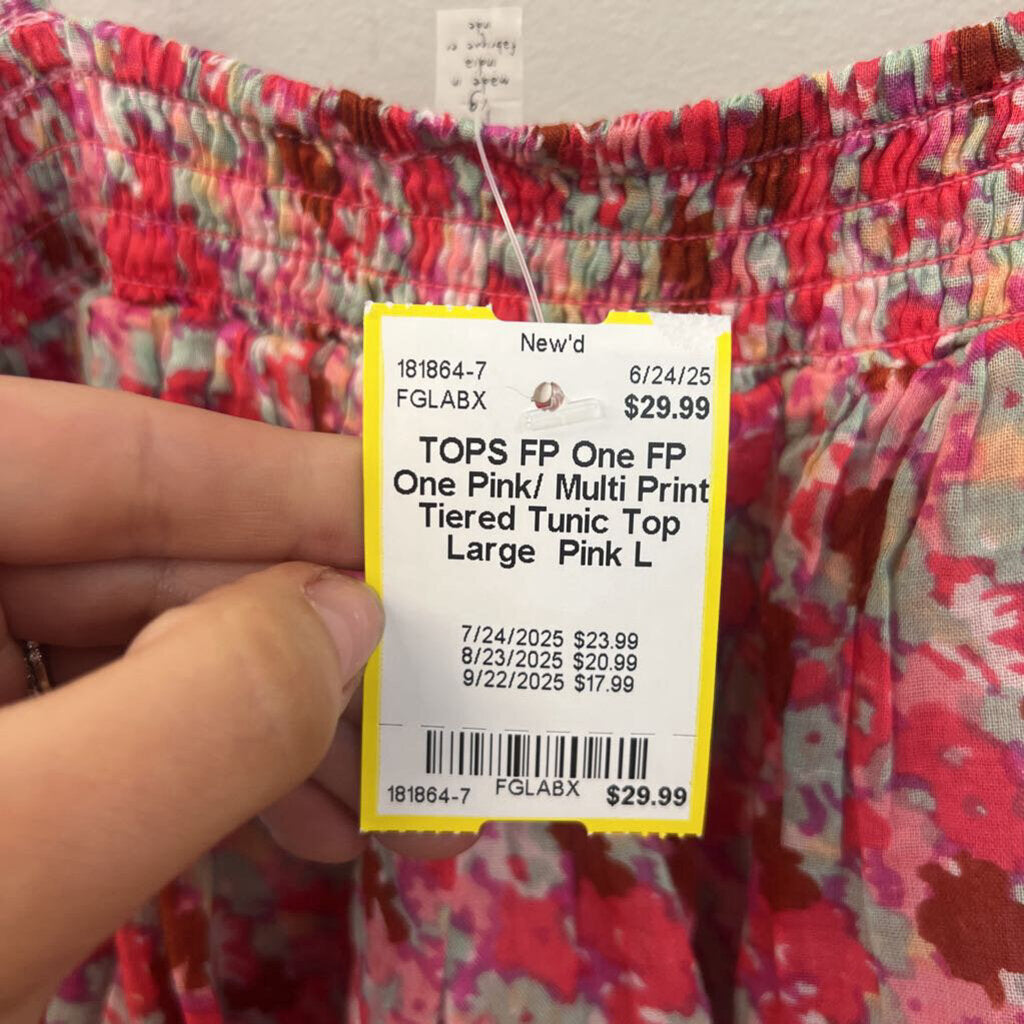 New'd
181864-7
6/24/25
FGLABX
$29.99
TOPS FP One FP
One Pink/ Multi Print
Tiered Tunic Top
Large Pink L
7/24/2025 $23.99
8/23/2025 $20.99
9/22/2025 $17.99
181864-7 FGLABX $29.99